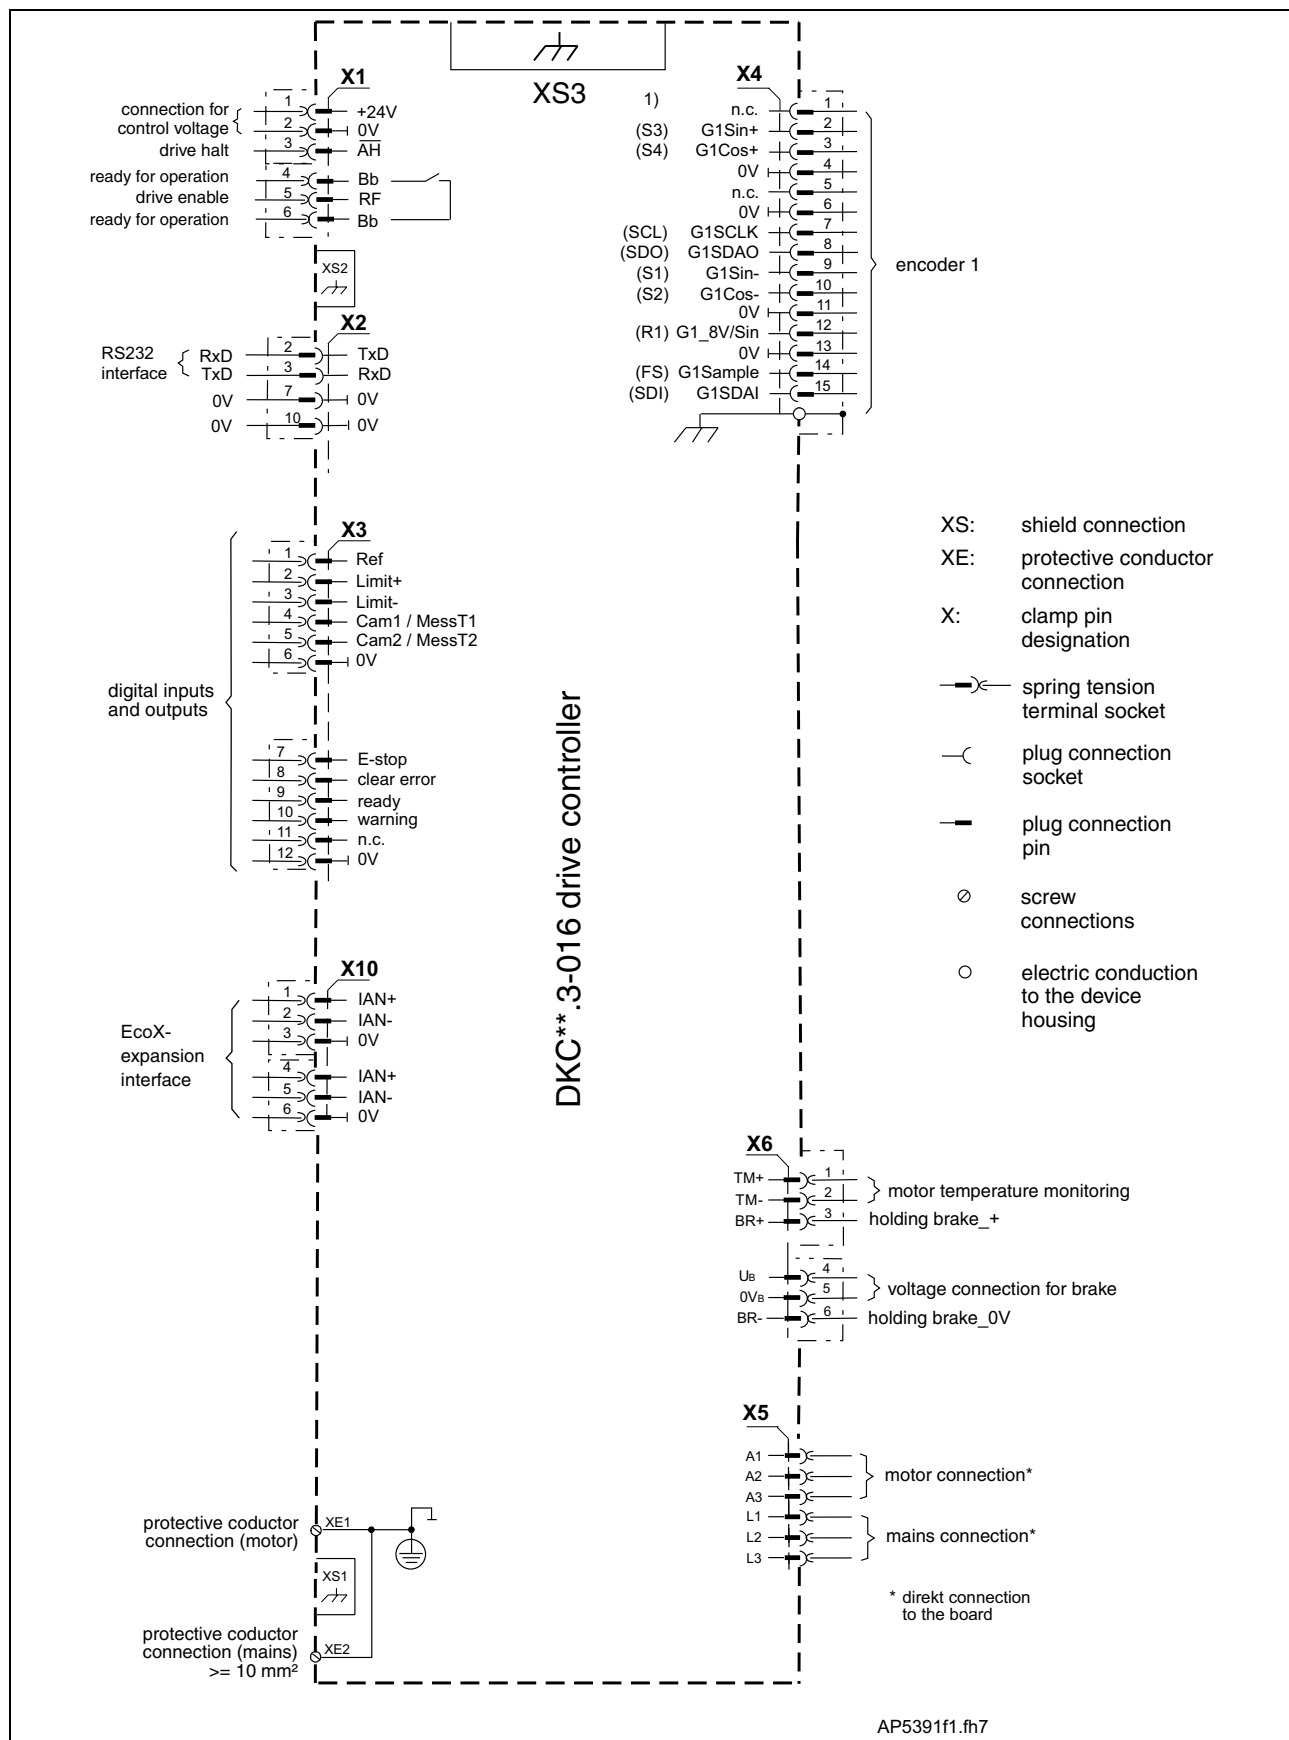 XS3
X1
connection for
control voltage
1 +24V
2 0V
drive halt 3 AH
ready for operation 4 Bb
drive enable 5 RF
ready for operation 6 Bb
XS2
X2
RS232
interface
RxD 2 TxD
TxD 3 RxD
0V 7 0V
0V 10 0V
X3
1 Ref
2 Limit+
3 Limit-
4 Cam1 / MessT1
5 Cam2 / MessT2
6 0V
digital inputs
and outputs
7 E-stop
8 clear error
9 ready
10 warning
11 n.c.
12 0V
X10
1 IAN+
2 IAN-
3 0V
EcoX-
expansion
interface
4 IAN+
5 IAN-
6 0V
protective coductor
connection (motor)
XE1
XS1
protective coductor
connection (mains)
>= 10 mm²
XE2
DKC**.3-016 drive controller
X4
1)
n.c. 1
(S3) G1Sin+ 2
(S4) G1Cos+ 3
0V 4
n.c. 5
0V 6
(SCL) G1SCLK 7
(SDO) G1SDAO 8
(S1) G1Sin- 9
(S2) G1Cos- 10
0V 11
(R1) G1_8V/Sin 12
0V 13
(FS) G1Sample 14
(SDI) G1SDAI 15
encoder 1
XS: shield connection
XE: protective conductor
connection
X: clamp pin
designation
spring tension
terminal socket
plug connection
socket
plug connection
pin
screw
connections
electric conduction
to the device
housing
X6
TM+ 1
TM- 2
motor temperature monitoring
BR+ 3 holding brake_+
UB 4
0VB 5
voltage connection for brake
BR- 6 holding brake_0V
X5
A1
A2
A3
motor connection*
L1
L2
L3
mains connection*
* direkt connection
to the board
AP5391f1.fh7